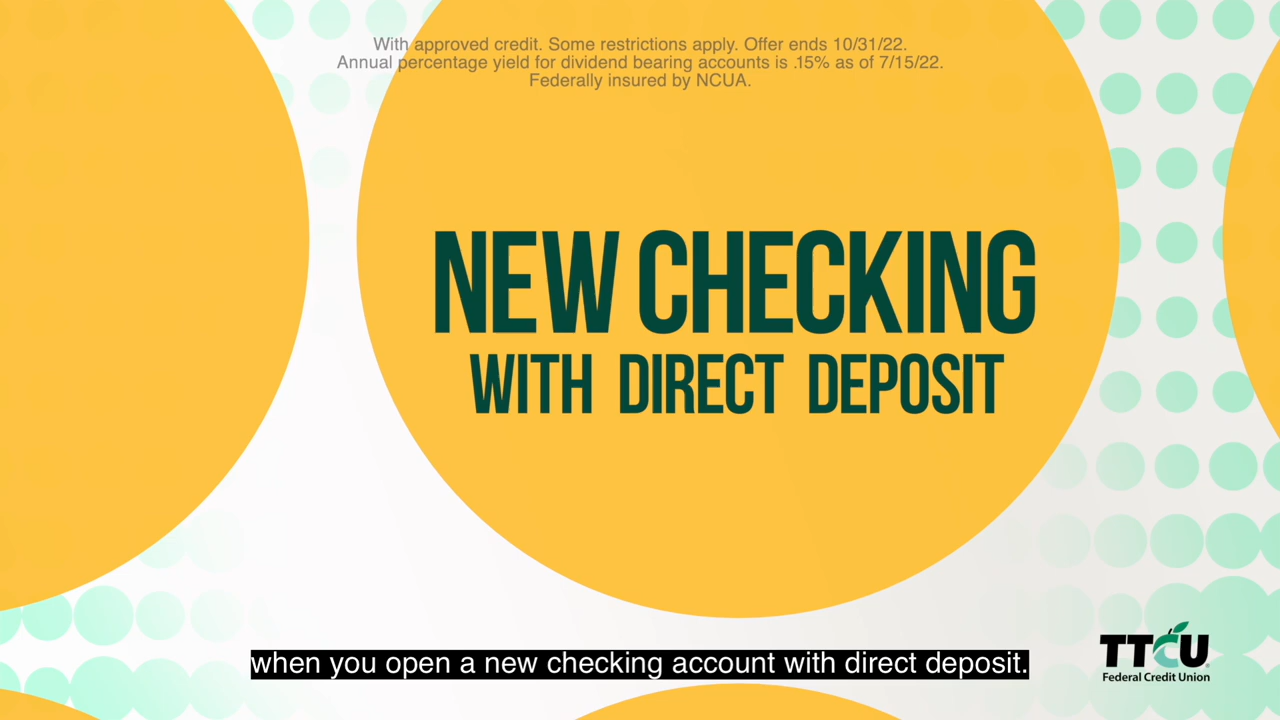 With approved credit. Some restrictions apply. Offer ends 10/31/22.
Annual percentage yield for dividend bearing accounts is .15% as of 7/15/22.
Federally insured by NCUA.
NEW CHECKING
WITH DIRECT DEPOSIT
when you open a new checking account with direct deposit.
TTCU
Federal Credit Union